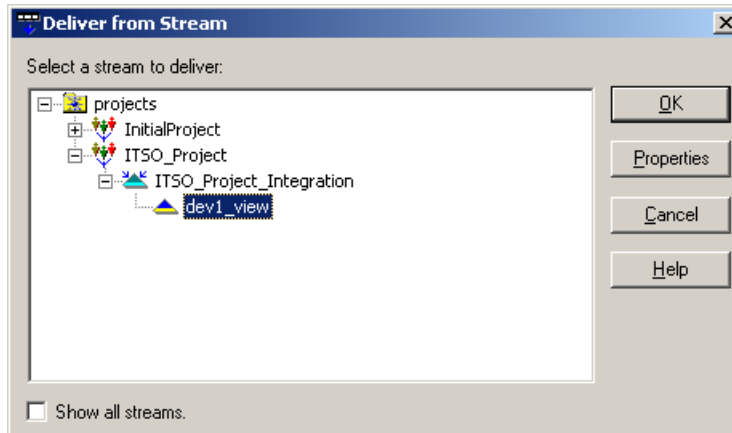 Deliver from Stream
Select a stream to deliver:
projects
InitialProject
ITSO_Project
ITSO_Project_Integration
dev1_view
OK
Properties
Cancel
Help
Show all streams.